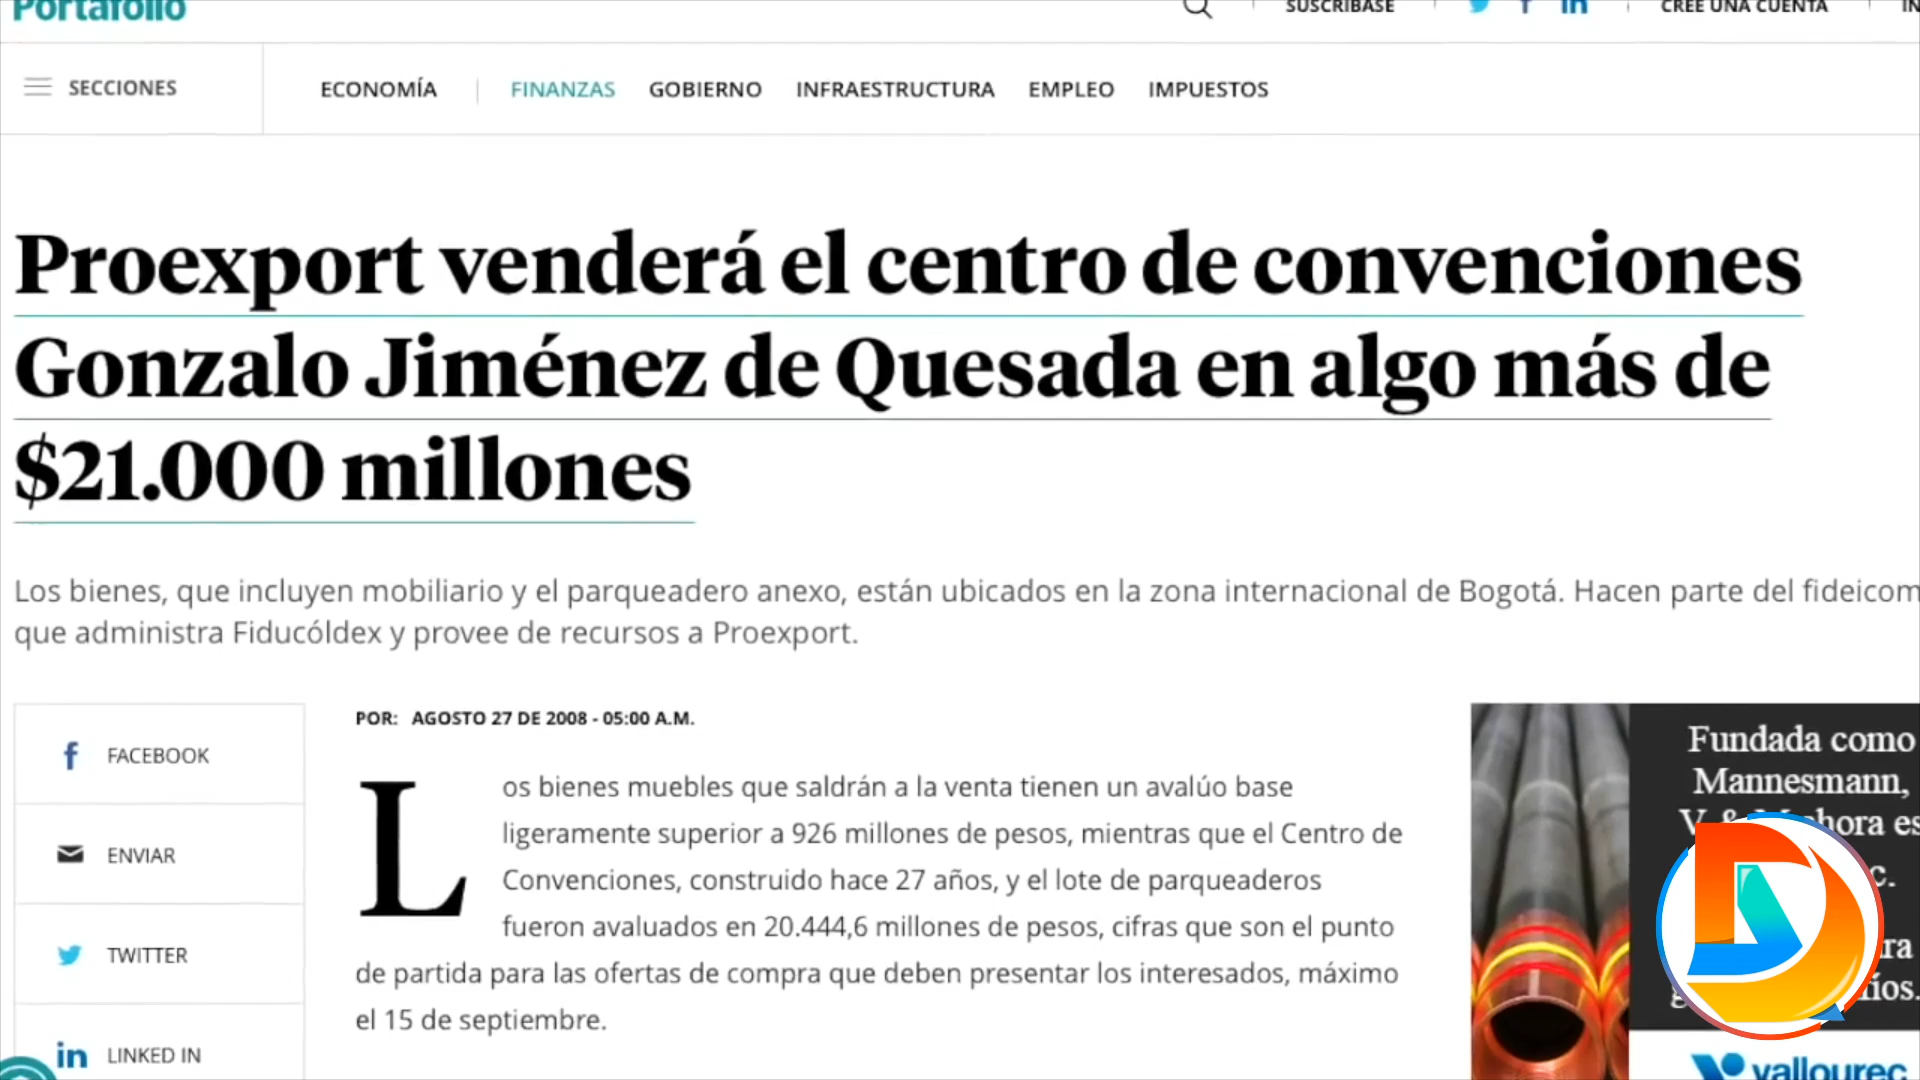 Portafolio
SUSCRÍBASE
CREE UNA CUENTA
SECCIONES
ECONOMÍA
FINANZAS
GOBIERNO
INFRAESTRUCTURA
EMPLEO
IMPUESTOS
Proexport venderá el centro de convenciones
Gonzalo Jiménez de Quesada en algo más de
$21.000 millones
Los bienes, que incluyen mobiliario y el parqueadero anexo, están ubicados en la zona internacional de Bogotá. Hacen parte del fideicom
que administra Fiducóldex y provee de recursos a Proexport.
POR: AGOSTO 27 DE 2008 - 05:00 A.M.
FACEBOOK
ENVIAR
TWITTER
LINKED IN
Los bienes muebles que saldrán a la venta tienen un avalúo base
ligeramente superior a 926 millones de pesos, mientras que el Centro de
Convenciones, construido hace 27 años, y el lote de parqueaderos
fueron avaluados en 20.444,6 millones de pesos, cifras que son el punto
de partida para las ofertas de compra que deben presentar los interesados, máximo
el 15 de septiembre.
Fundada como
Mannesmann,
vallourec